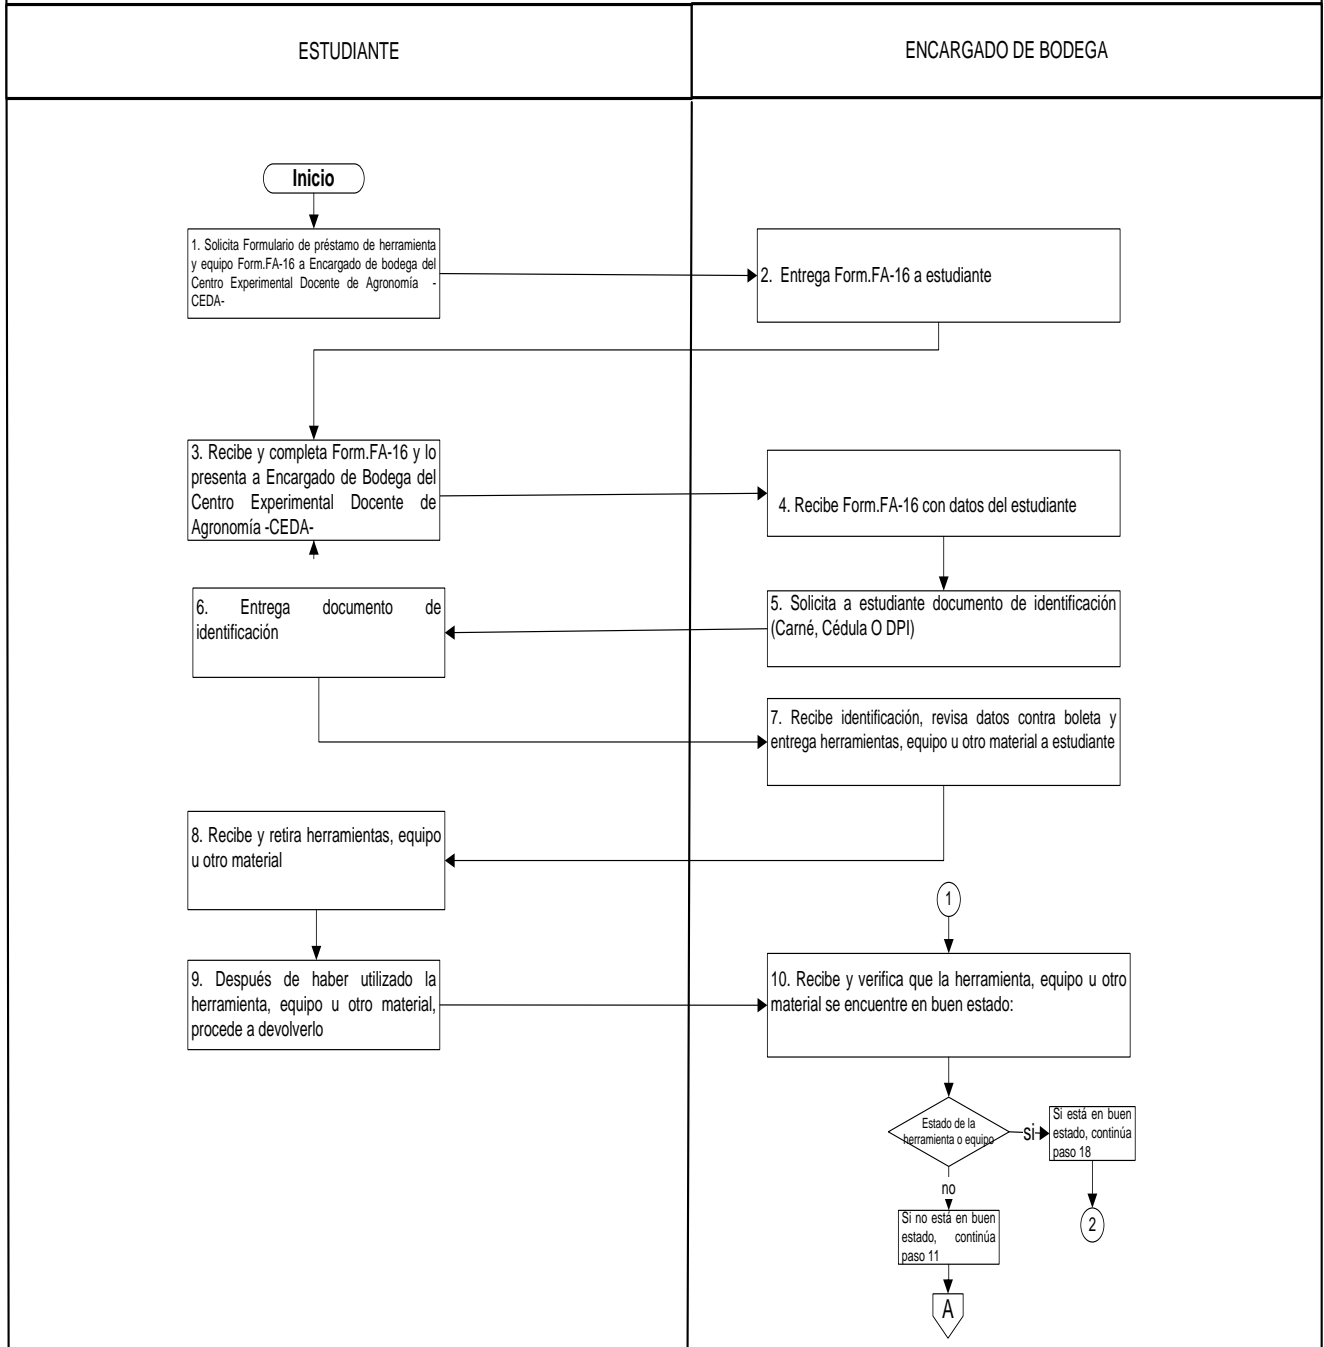 ESTUDIANTE
ENCARGADO DE BODEGA
Inicio
1. Solicita Formulario de préstamo de herramienta
y equipo Form.FA-16 a Encargado de bodega del
Centro Experimental Docente de Agronomía -
CEDA-
2. Entrega Form.FA-16 a estudiante
3. Recibe y completa Form.FA-16 y lo
presenta a Encargado de Bodega del
Centro Experimental Docente de
Agronomía -CEDA-
4. Recibe Form.FA-16 con datos del estudiante
5. Solicita a estudiante documento de identificación
(Carné, Cédula O DPI)
6. Entrega documento de
identificación
7. Recibe identificación, revisa datos contra boleta y
entrega herramientas, equipo u otro material a estudiante
8. Recibe y retira herramientas, equipo
u otro material
1
9. Después de haber utilizado la
herramienta, equipo u otro material,
procede a devolverlo
10. Recibe y verifica que la herramienta, equipo u otro
material se encuentre en buen estado:
Estado de la
herramienta o equipo
si
Si está en buen
estado, continúa
paso 18
no
2
Si no está en buen
estado, continúa
paso 11
A